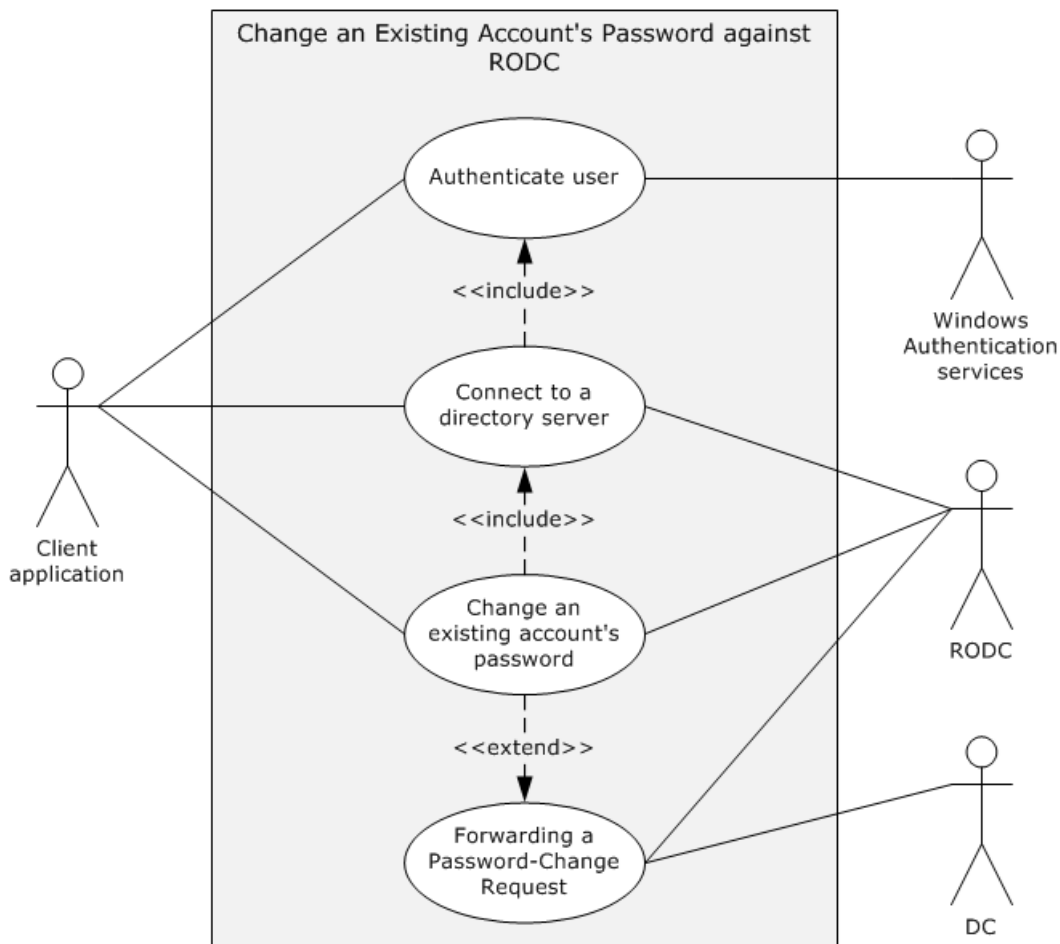 Change an Existing Account's Password against
RODC
Authenticate user
<<include>>
Windows
Authentication
services
Connect to a
directory server
<<include>>
Client
application
Change an
existing account's
password
RODC
<<extend>>
Forwarding a
Password-Change
Request
DC